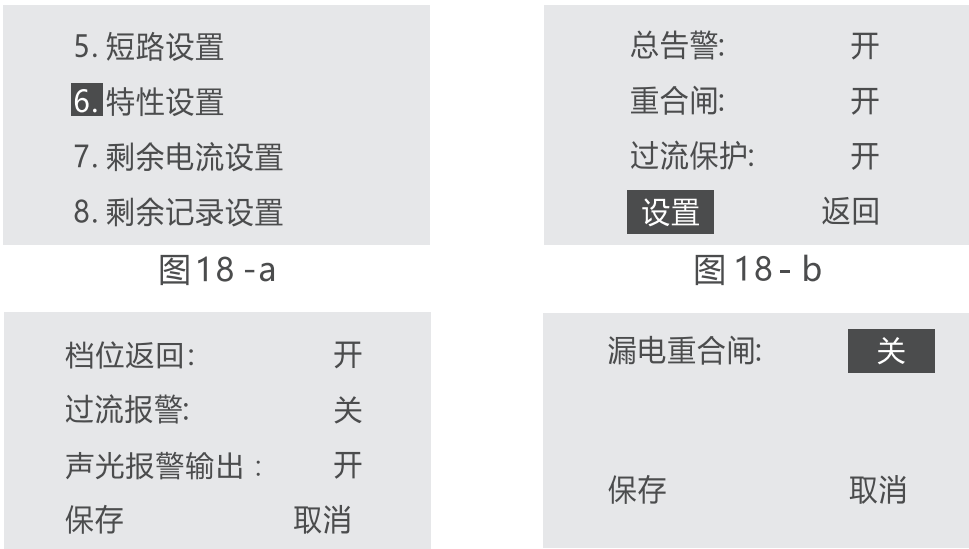 5. 短路设置
6. 特性设置
7. 剩余电流设置
8. 剩余记录设置
图18 -a
总告警: 开
重合闸: 开
过流保护: 开
设置 返回
图 18- b
档位返回: 开
过流报警: 关
声光报警输出: 开
保存 取消
漏电重合闸: 关
保存 取消